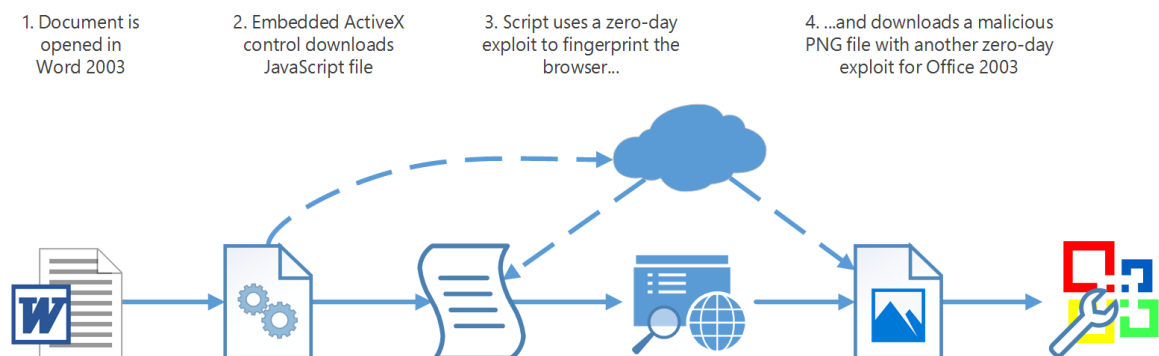 1. Document is
opened in
Word 2003
2. Embedded ActiveX
control downloads
JavaScript file
3. Script uses a zero-day
exploit to fingerprint the
browser...
4. ...and downloads a malicious
PNG file with another zero-day
exploit for Office 2003
W